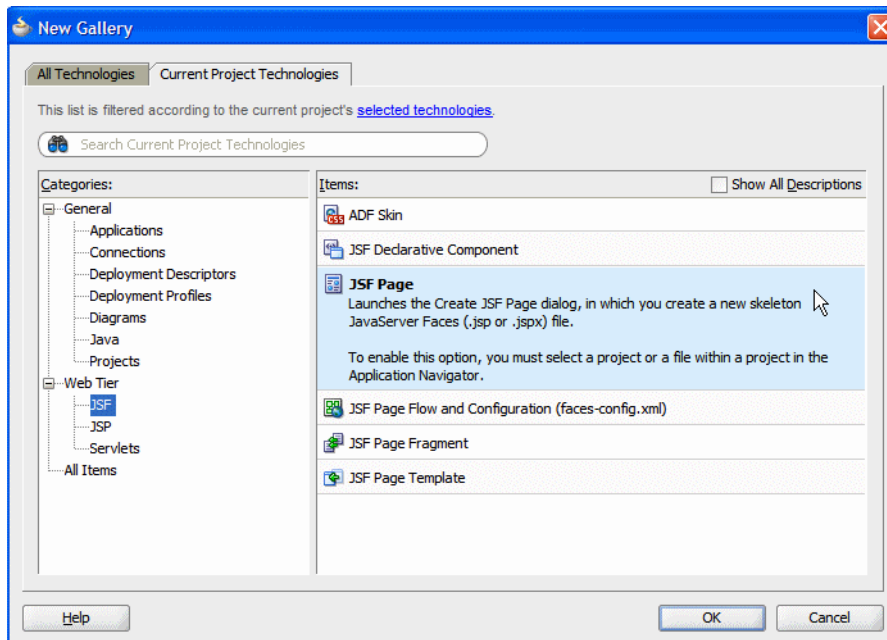 New Gallery
All Technologies
Current Project Technologies
This list is filtered according to the current project's selected technologies.
Search Current Project Technologies
Categories:
General
Applications
Connections
Deployment Descriptors
Deployment Profiles
Diagrams
Java
Projects
Web Tier
JSF
JSP
Servlets
All Items
Items:
Show All Descriptions
ADF Skin
JSF Declarative Component
JSF Page
Launches the Create JSF Page dialog, in which you create a new skeleton
JavaServer Faces (.jsp or .jspx) file.
To enable this option, you must select a project or a file within a project in the
Application Navigator.
JSF Page Flow and Configuration (faces-config.xml)
JSF Page Fragment
JSF Page Template
Help
OK
Cancel